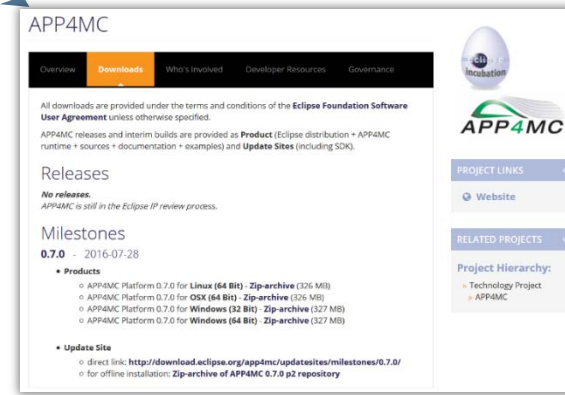 APP4MC
Overview Downloads Who's Involved Developer Resources Governance
All downloads are provided under the terms and conditions of the Eclipse Foundation Software
User Agreement unless otherwise specified.
APP4MC releases and interim builds are provided as Product (Eclipse distribution + APP4MC
runtime + sources + documentation + examples) and Update Sites (including SDK).
Releases
No releases.
APP4MC is still in the Eclipse IP review process.
Milestones
0.7.0 - 2016-07-28
• Products
○ APP4MC Platform 0.7.0 for Linux (64 Bit) - Zip-archive (326 MB)
○ APP4MC Platform 0.7.0 for OSX (64 Bit) - Zip-archive (326 MB)
○ APP4MC Platform 0.7.0 for Windows (32 Bit) - Zip-archive (327 MB)
○ APP4MC Platform 0.7.0 for Windows (64 Bit) - Zip-archive (327 MB)
• Update Site
○ direct link: http://download.eclipse.org/app4mc/updatesites/milestones/0.7.0/
○ for offline installation: Zip-archive of APP4MC 0.7.0 p2 repository
eclipse
incubation
APP4MC
PROJECT LINKS
Website
RELATED PROJECTS
Project Hierarchy:
» Technology Project
» APP4MC